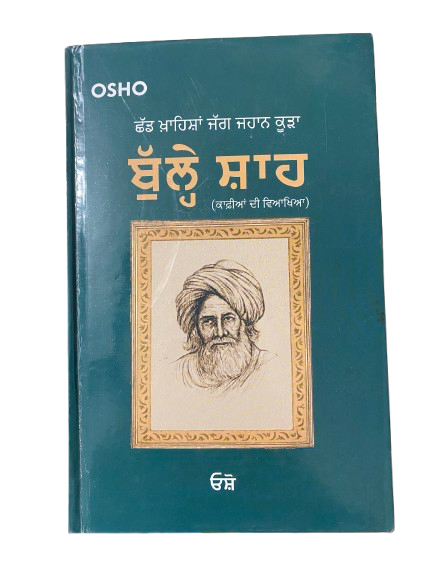 OSHO
ਛੱਡ ਖ਼ਾਹਿਸ਼ਾਂ ਜੱਗ ਜਹਾਨ ਕੂੜਾ
ਬੁੱਲ੍ਹੇ ਸ਼ਾਹ
(ਕਾਫ਼ੀਆਂ ਦੀ ਵਿਆਖਿਆ)
ਓਸ਼ੋ